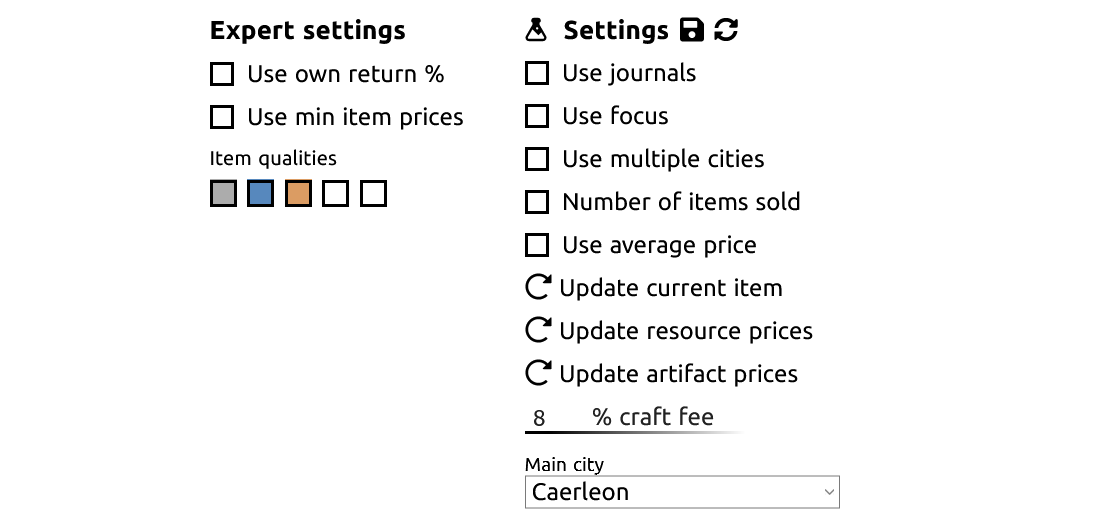 Expert settings
Use own return %
Use min item prices
Item qualities
Settings
Use journals
Use focus
Use multiple cities
Number of items sold
Use average price
Update current item
Update resource prices
Update artifact prices
8 % craft fee
Main city
Caerleon